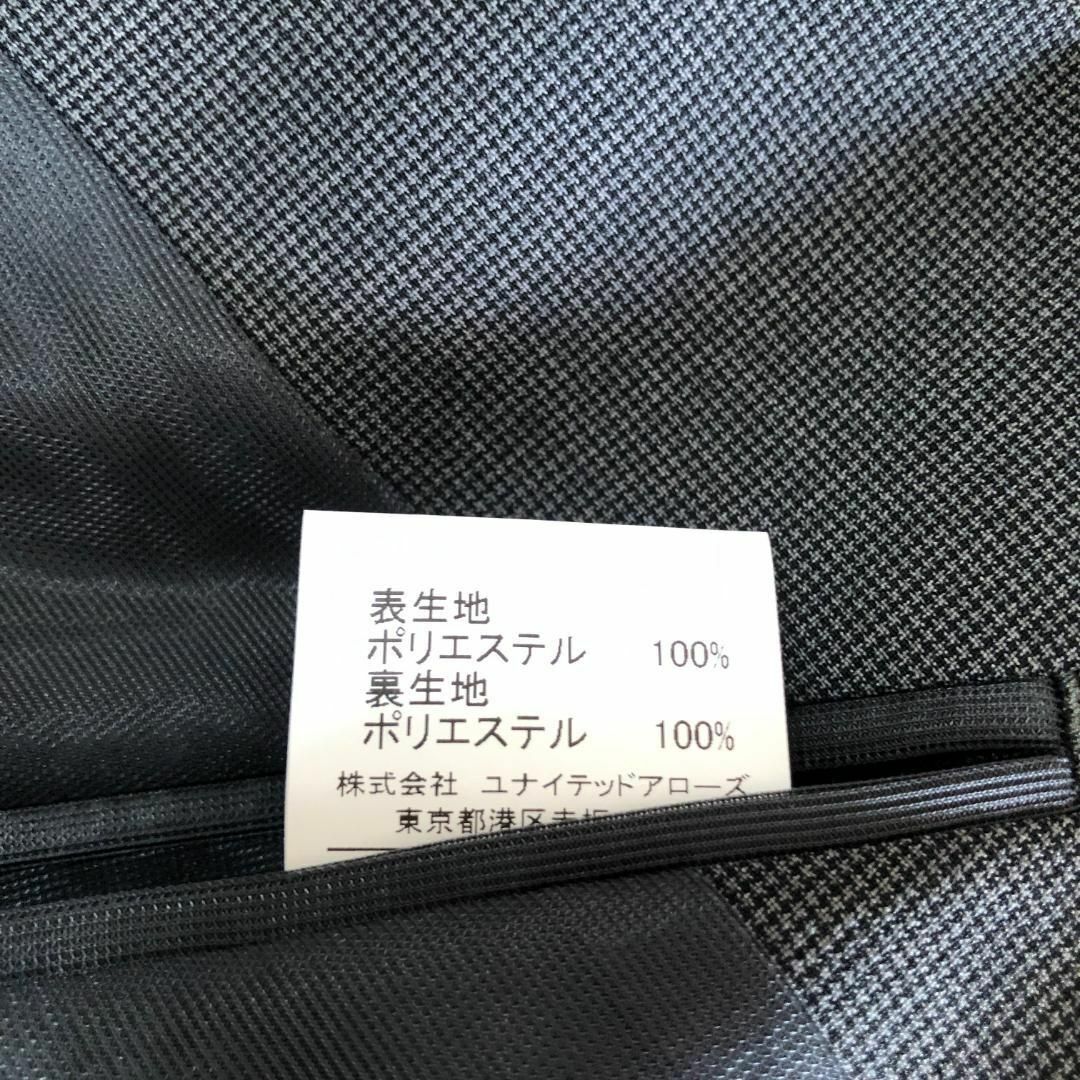 表生地
ポリエステル 100%
裏生地
ポリエステル 100%
株式会社 ユナイテッドアローズ
東京都港区赤坂